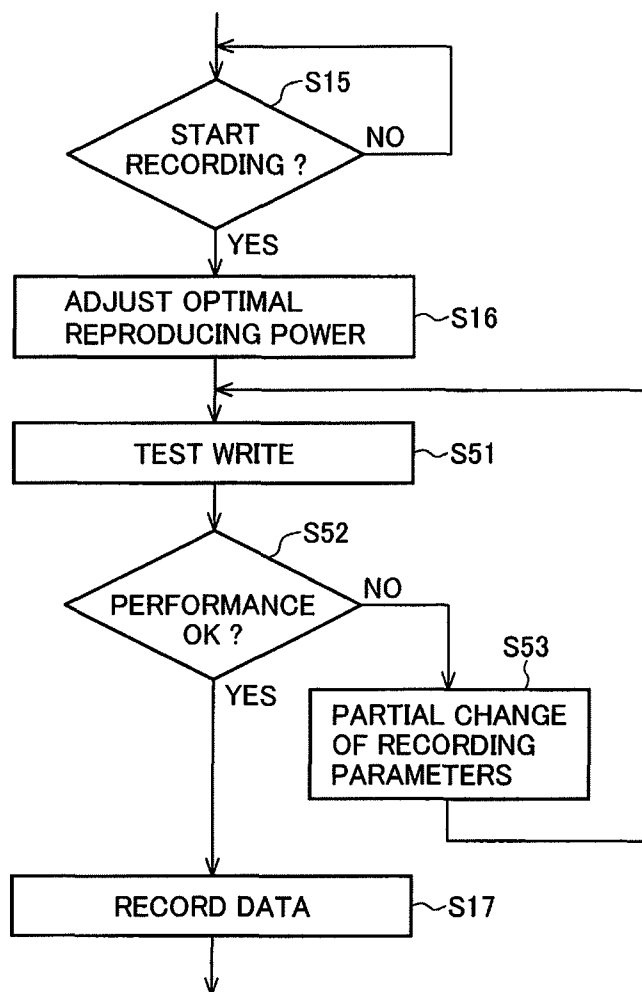 S15
START
RECORDING ?
NO
YES
ADJUST OPTIMAL
REPRODUCING POWER
S16
TEST WRITE
S51
S52
PERFORMANCE
OK ?
NO
YES
S53
PARTIAL CHANGE
OF RECORDING
PARAMETERS
RECORD DATA
S17